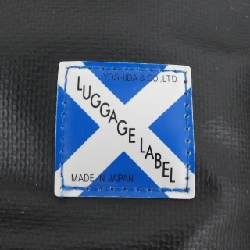 YOSHIDA & CO., LTD.
LUGGAGE LABEL
MADE IN JAPAN